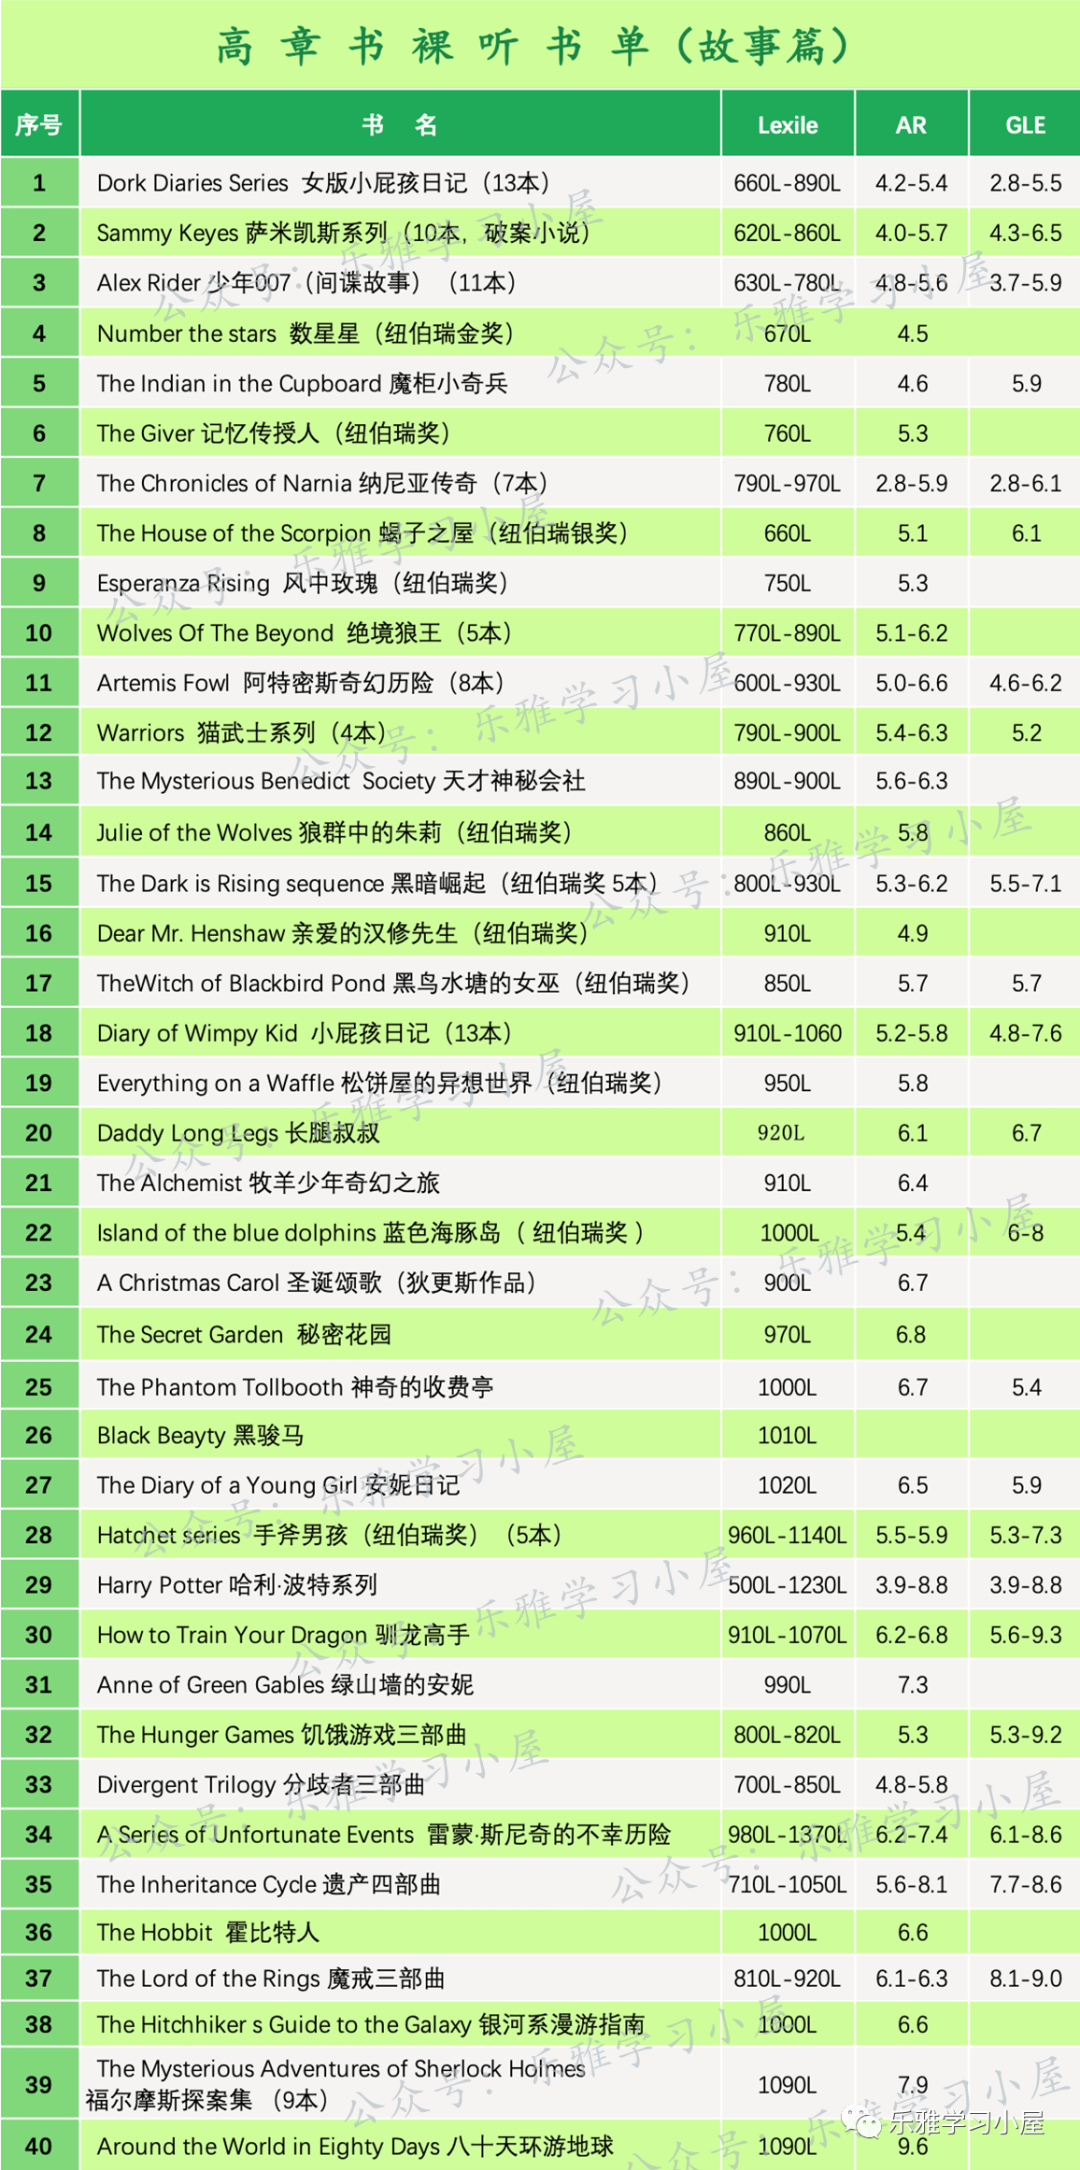 高 章 书 裸 听 书 单（故事篇）
序号 书 名 Lexile AR GLE
1 Dork Diaries Series 女版小屁孩日记（13本） 660L-890L 4.2-5.4 2.8-5.5
2 Sammy Keyes 萨米凯斯系列（10本，破案小说） 620L-860L 4.0-5.7 4.3-6.5
3 Alex Rider 少年007（间谍故事）（11本） 630L-780L 4.8-5.6 3.7-5.9
4 Number the stars 数星星（纽伯瑞金奖） 670L 4.5
5 The Indian in the Cupboard 魔柜小奇兵 780L 4.6 5.9
6 The Giver 记忆传授人（纽伯瑞奖） 760L 5.3
7 The Chronicles of Narnia 纳尼亚传奇（7本） 790L-970L 2.8-5.9 2.8-6.1
8 The House of the Scorpion 蝎子之屋（纽伯瑞银奖） 660L 5.1 6.1
9 Esperanza Rising 风中玫瑰（纽伯瑞奖） 750L 5.3
10 Wolves Of The Beyond 绝境狼王（5本） 770L-890L 5.1-6.2
11 Artemis Fowl 阿特密斯奇幻历险（8本） 600L-930L 5.0-6.6 4.6-6.2
12 Warriors 猫武士系列（4本） 790L-900L 5.4-6.3 5.2
13 The Mysterious Benedict Society 天才神秘会社 890L-900L 5.6-6.3
14 Julie of the Wolves 狼群中的朱莉（纽伯瑞奖） 860L 5.8
15 The Dark is Rising sequence 黑暗崛起（纽伯瑞奖 5本） 800L-930L 5.3-6.2 5.5-7.1
16 Dear Mr. Henshaw 亲爱的汉修先生（纽伯瑞奖） 910L 4.9
17 TheWitch of Blackbird Pond 黑鸟水塘的女巫（纽伯瑞奖） 850L 5.7 5.7
18 Diary of Wimpy Kid 小屁孩日记（13本） 910L-1060 5.2-5.8 4.8-7.6
19 Everything on a Waffle 松饼屋的异想世界（纽伯瑞奖） 950L 5.8
20 Daddy Long Legs 长腿叔叔 920L 6.1 6.7
21 The Alchemist 牧羊少年奇幻之旅 910L 6.4
22 Island of the blue dolphins 蓝色海豚岛（ 纽伯瑞奖 ） 1000L 5.4 6-8
23 A Christmas Carol 圣诞颂歌（狄更斯作品） 900L 6.7
24 The Secret Garden 秘密花园 970L 6.8
25 The Phantom Tollbooth 神奇的收费亭 1000L 6.7 5.4
26 Black Beayty 黑骏马 1010L
27 The Diary of a Young Girl 安妮日记 1020L 6.5 5.9
28 Hatchet series 手斧男孩（纽伯瑞奖）（5本） 960L-1140L 5.5-5.9 5.3-7.3
29 Harry Potter 哈利·波特系列 500L-1230L 3.9-8.8 3.9-8.8
30 How to Train Your Dragon 驯龙高手 910L-1070L 6.2-6.8 5.6-9.3
31 Anne of Green Gables 绿山墙的安妮 990L 7.3
32 The Hunger Games 饥饿游戏三部曲 800L-820L 5.3 5.3-9.2
33 Divergent Trilogy 分歧者三部曲 700L-850L 4.8-5.8
34 A Series of Unfortunate Events 雷蒙·斯尼奇的不幸历险 980L-1370L 6.2-7.4 6.1-8.6
35 The Inheritance Cycle 遗产四部曲 710L-1050L 5.6-8.1 7.7-8.6
36 The Hobbit 霍比特人 1000L 6.6
37 The Lord of the Rings 魔戒三部曲 810L-920L 6.1-6.3 8.1-9.0
38 The Hitchhiker s Guide to the Galaxy 银河系漫游指南 1000L 6.6
39 The Mysterious Adventures of Sherlock Holmes
福尔摩斯探案集 （9本） 1090L 7.9
40 Around the World in Eighty Days 八十天环游地球 1090L 9.6
公众号：乐雅学习小屋
乐雅学习小屋